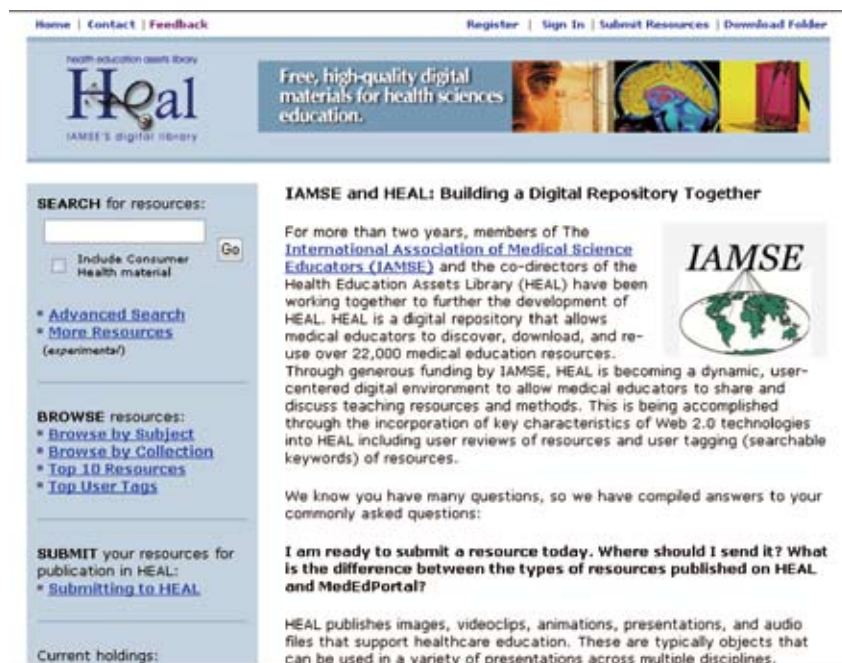 Home | Contact | Feedback
Register | Sign In | Submit Resources | Download Folder
health education assets library
Heal
IAMSE'S digital library
Free, high-quality digital
materials for health sciences
education.
SEARCH for resources:
Go
Include Consumer
Health material
* Advanced Search
* More Resources
(experimental)
BROWSE resources:
* Browse by Subject
* Browse by Collection
* Top 10 Resources
* Top User Tags
SUBMIT your resources for
publication in HEAL:
* Submitting to HEAL
Current holdings:
IAMSE and HEAL: Building a Digital Repository Together
For more than two years, members of The
International Association of Medical Science
Educators (IAMSE) and the co-directors of the
Health Education Assets Library (HEAL) have been
working together to further the development of
HEAL. HEAL is a digital repository that allows
medical educators to discover, download, and re-
use over 22,000 medical education resources.
Through generous funding by IAMSE, HEAL is becoming a dynamic, user-
centered digital environment to allow medical educators to share and
discuss teaching resources and methods. This is being accomplished
through the incorporation of key characteristics of Web 2.0 technologies
into HEAL including user reviews of resources and user tagging (searchable
keywords) of resources.
IAMSE
We know you have many questions, so we have compiled answers to your
commonly asked questions:
I am ready to submit a resource today. Where should I send it? What
is the difference between the types of resources published on HEAL
and MedEdPortal?
HEAL publishes images, videoclips, animations, presentations, and audio
files that support healthcare education. These are typically objects that
can be used in a variety of presentations across multiple disciplines.